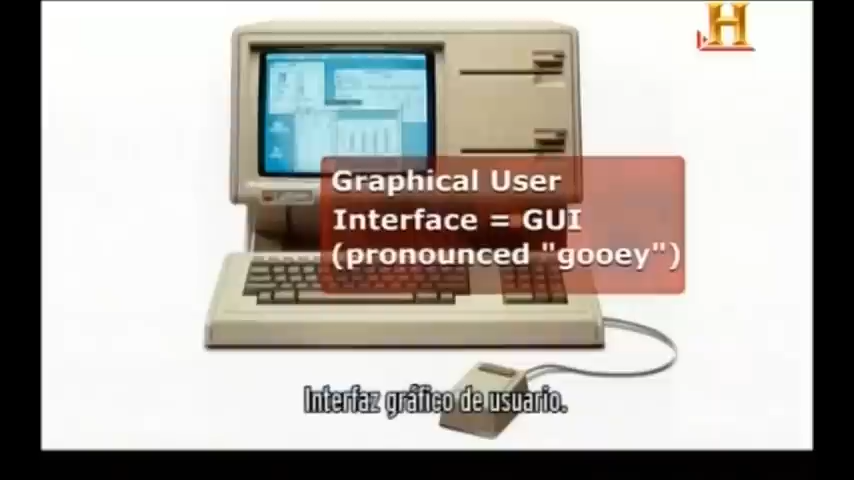 H
Graphical User
Interface = GUI
(pronounced "gooey")
Interfaz gráfico de usuario.